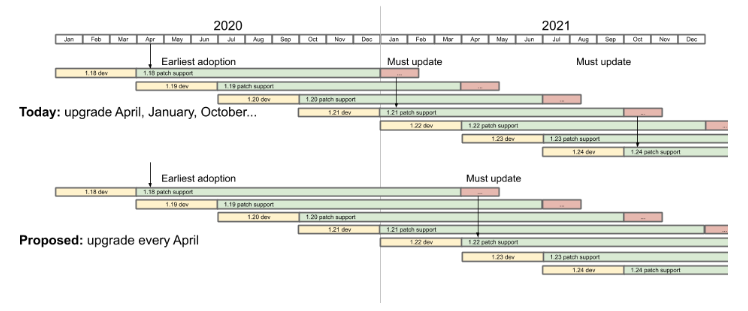 2020 2021
Jan Feb Mar Apr May Jun Jul Aug Sep Oct Nov Dec Jan Feb Mar Apr May Jun Jul Aug Sep Oct Nov Dec
Earliest adoption Must update Must update
1.18 dev 1.18 patch support ...
1.19 dev 1.19 patch support ...
1.20 dev 1.20 patch support ...
Today: upgrade April, January, October... 1.21 dev 1.21 patch support ...
1.22 dev 1.22 patch support ...
1.23 dev 1.23 patch support
1.24 dev 1.24 patch support
Earliest adoption Must update
1.18 dev 1.18 patch support ...
1.19 dev 1.19 patch support ...
1.20 dev 1.20 patch support ...
1.21 dev 1.21 patch support ...
Proposed: upgrade every April
1.22 dev 1.22 patch support
1.23 dev 1.23 patch support
1.24 dev 1.24 patch support